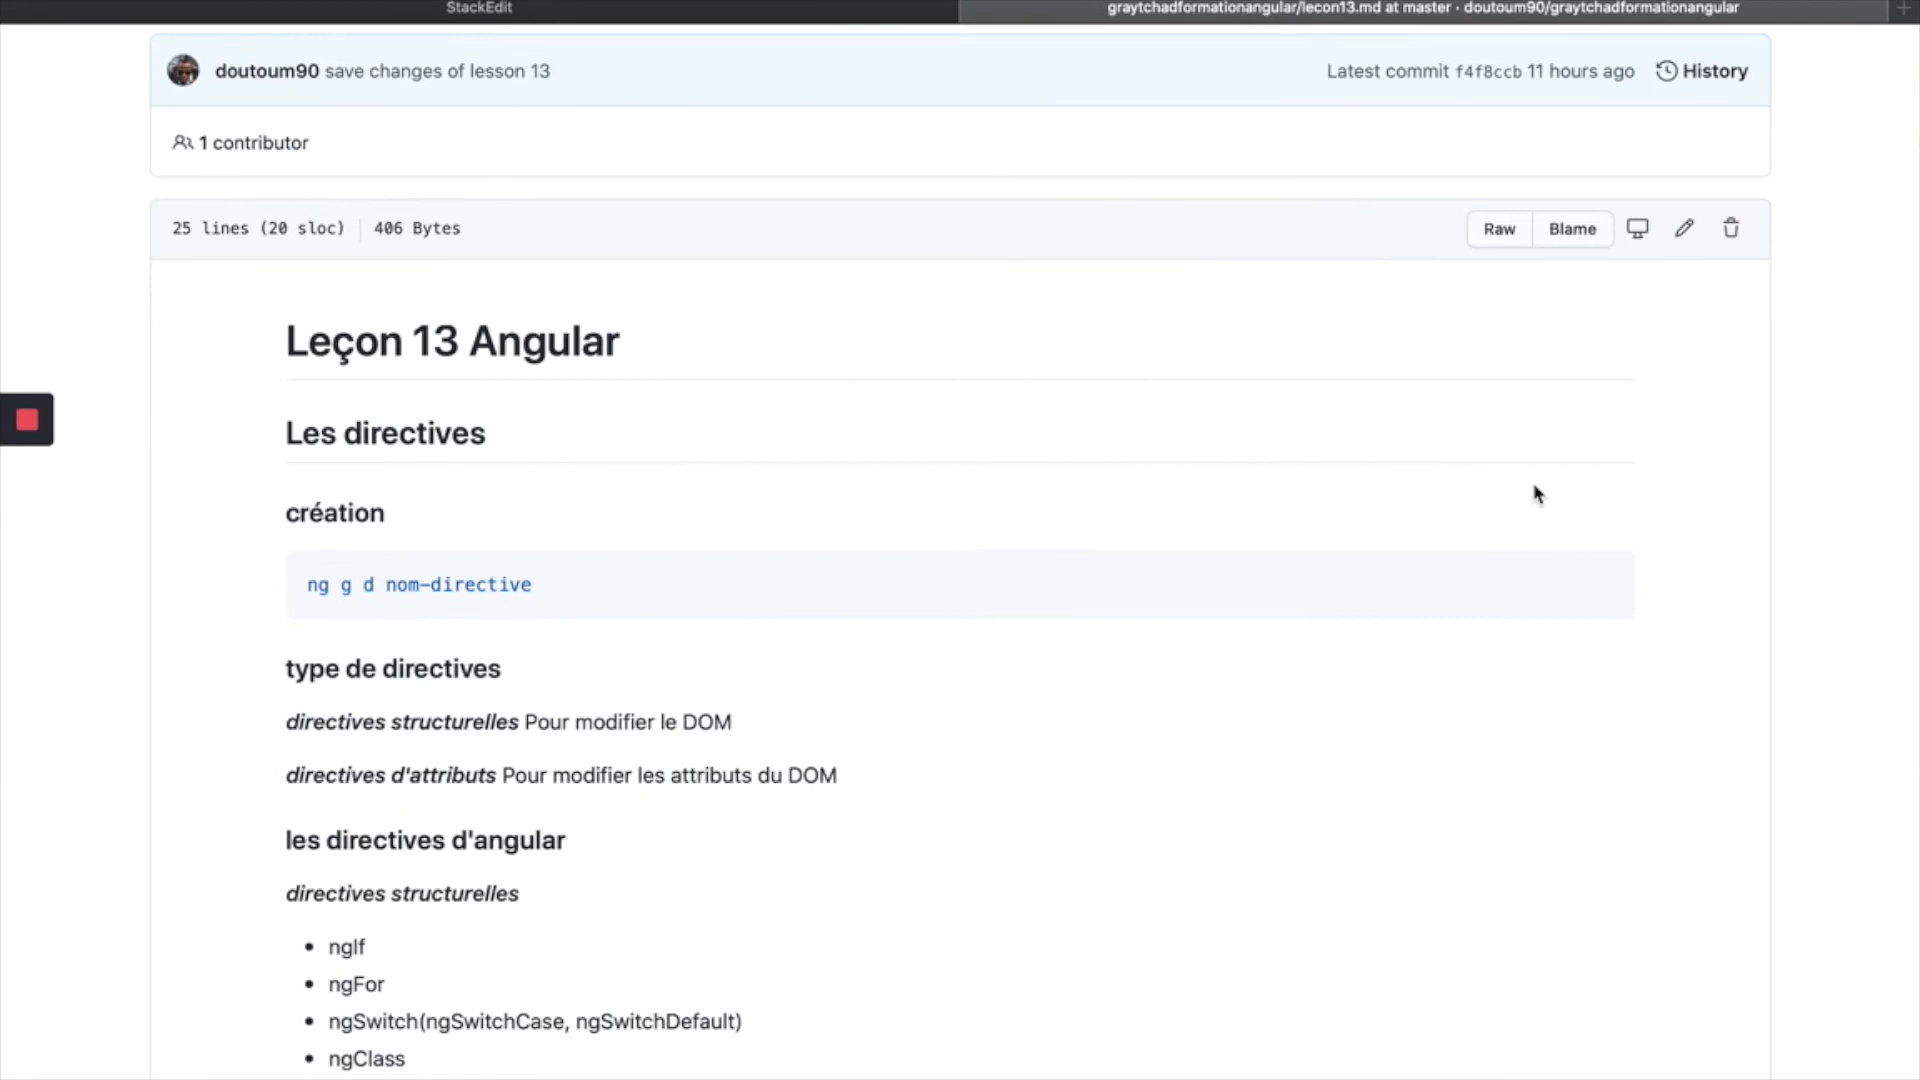 StackEdit
graytchadformationangular/lecon13.md at master · doutoum90/graytchadformationangular
doutoum90 save changes of lesson 13
Latest commit f4f8ccb 11 hours ago
History
1 contributor
25 lines (20 sloc)
406 Bytes
Raw
Blame
Leçon 13 Angular
Les directives
création
ng g d nom-directive
type de directives
directives structurelles Pour modifier le DOM
directives d'attributs Pour modifier les attributs du DOM
les directives d'angular
directives structurelles
• ngIf
• ngFor
• ngSwitch(ngSwitchCase, ngSwitchDefault)
• ngClass